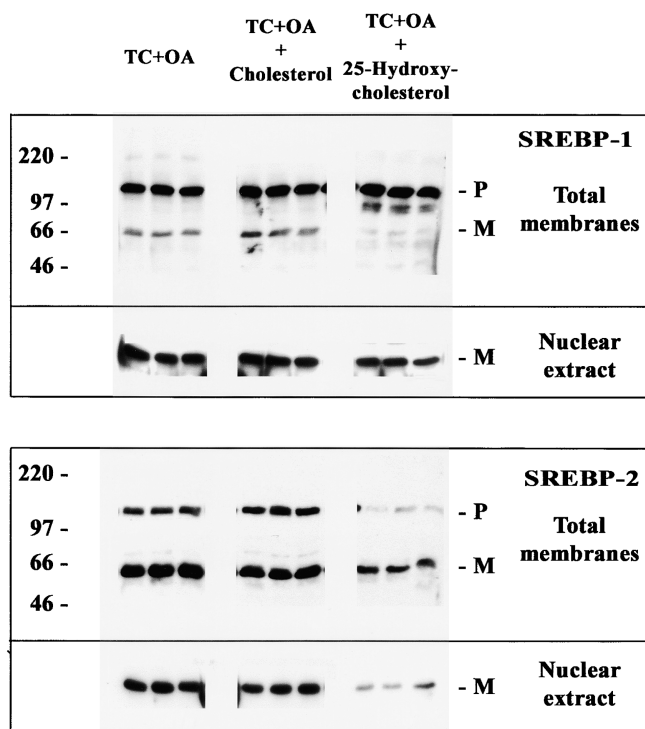 TC+OA
TC+OA
+
Cholesterol
TC+OA
+
25-Hydroxy-
cholesterol
SREBP-1
220 -
97 -
66 -
46 -
- P
- M
Total
membranes
- M
Nuclear
extract
SREBP-2
220 -
97 -
66 -
46 -
- P
- M
Total
membranes
- M
Nuclear
extract